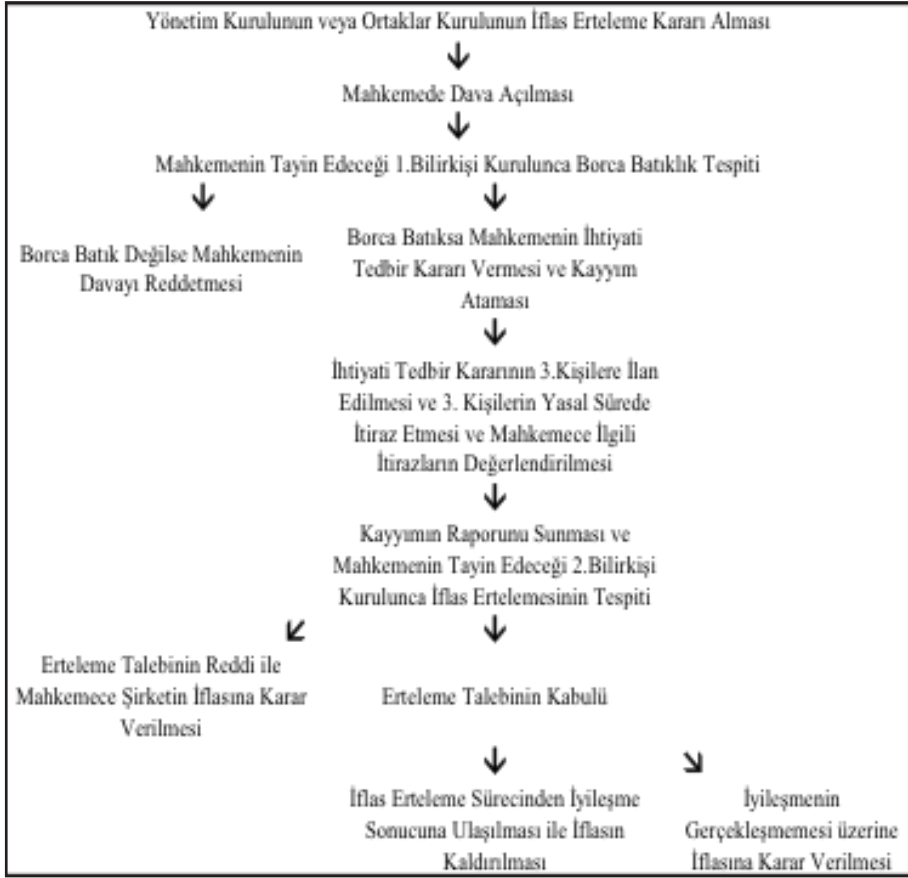 Yönetim Kurulunun veya Ortaklar Kurulunun İflas Erteleme Kararı Alması
Mahkemede Dava Açılması
Mahkemenin Tayin Edeceği 1.Bilirkişi Kurulunca Borca Batıklık Tespiti
Borca Batık Değilse Mahkemenin
Davayı Reddetmesi
Borca Batıksa Mahkemenin İhtiyati
Tedbir Kararı Vermesi ve Kayyım
Ataması
İhtiyati Tedbir Kararının 3.Kişilere İlan
Edilmesi ve 3. Kişilerin Yasal Sürede
İtiraz Etmesi ve Mahkemece İlgili
İtirazların Değerlendirilmesi
Kayyımın Raporunu Sunması ve
Mahkemenin Tayin Edeceği 2.Bilirkişi
Kurulunca İflas Ertelemesinin Tespiti
Erteleme Talebinin Reddi ile
Mahkemece Şirketin İflasına Karar
Verilmesi
Erteleme Talebinin Kabulü
İflas Erteleme Sürecinden İyileşme
Sonucuna Ulaşılması ile İflasın
Kaldırılması
İyileşmenin
Gerçekleşmemesi üzerine
İflasına Karar Verilmesi